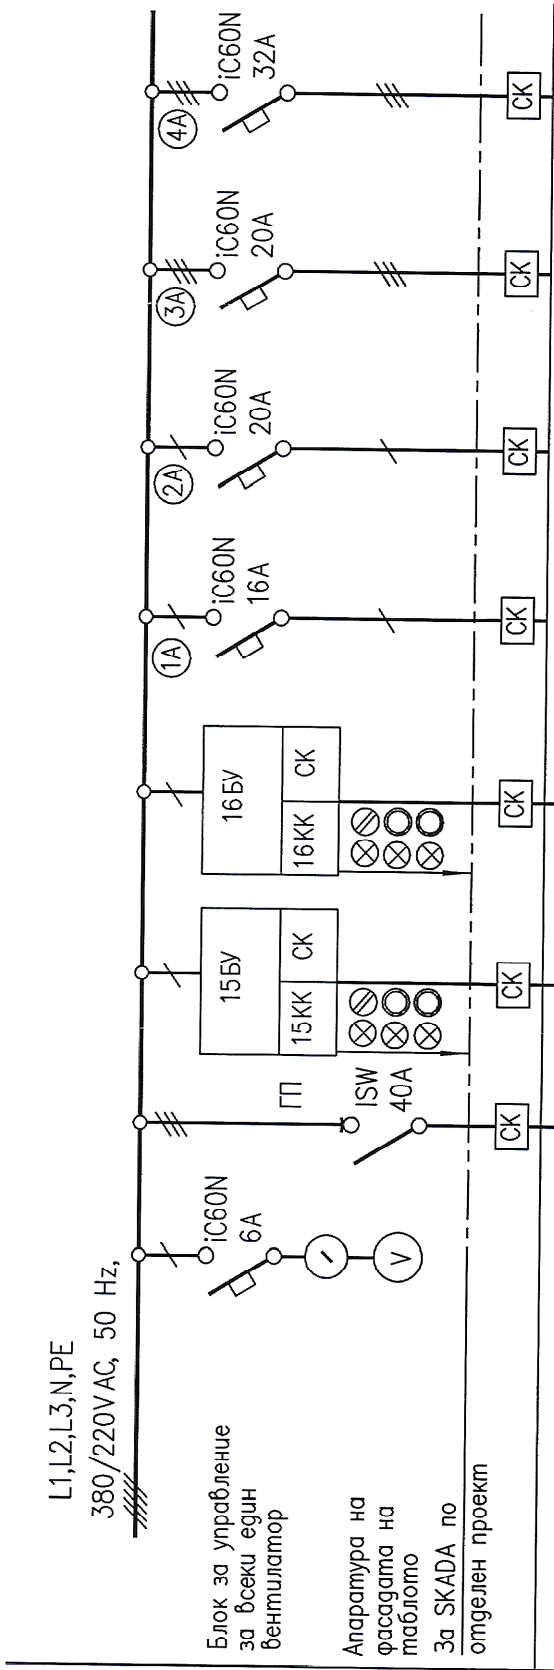 L1,L2,L3,N,PE
380/220VAC, 50 Hz,
Блок за управление
за всеки един
вентилатор
Апаратура на
фасадата на
таблото
За SKADA по
отделен проект
iC60N
6A
V
ГП
ISW
40A
СК
15БУ
15КК
СК
СК
16БУ
16КК
СК
СК
1A
iC60N
16A
СК
2A
iC60N
20A
СК
3A
iC60N
20A
СК
4A
iC60N
32A
СК